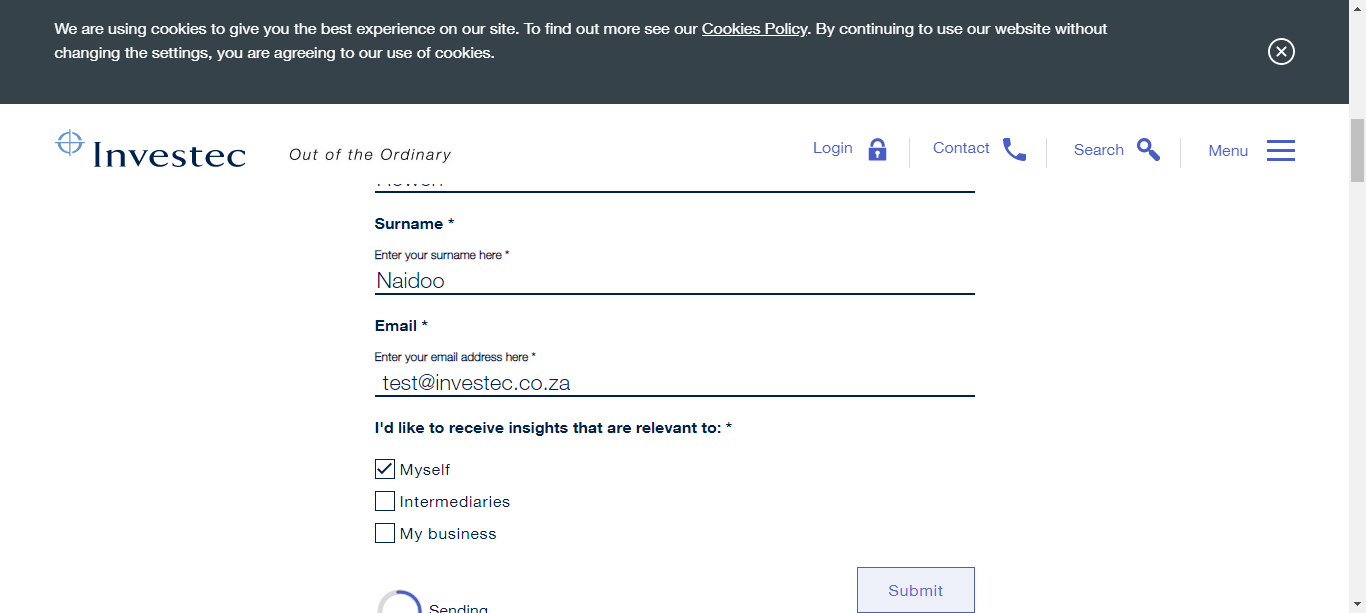 We are using cookies to give you the best experience on our site. To find out more see our Cookies Policy. By continuing to use our website without
changing the settings, you are agreeing to our use of cookies.
Investec Out of the Ordinary Login Contact Search Menu
Surname *
Enter your surname here *
Naidoo
Email *
Enter your email address here *
test@investec.co.za
I'd like to receive insights that are relevant to: *
Myself
Intermediaries
My business
Submit
Sending